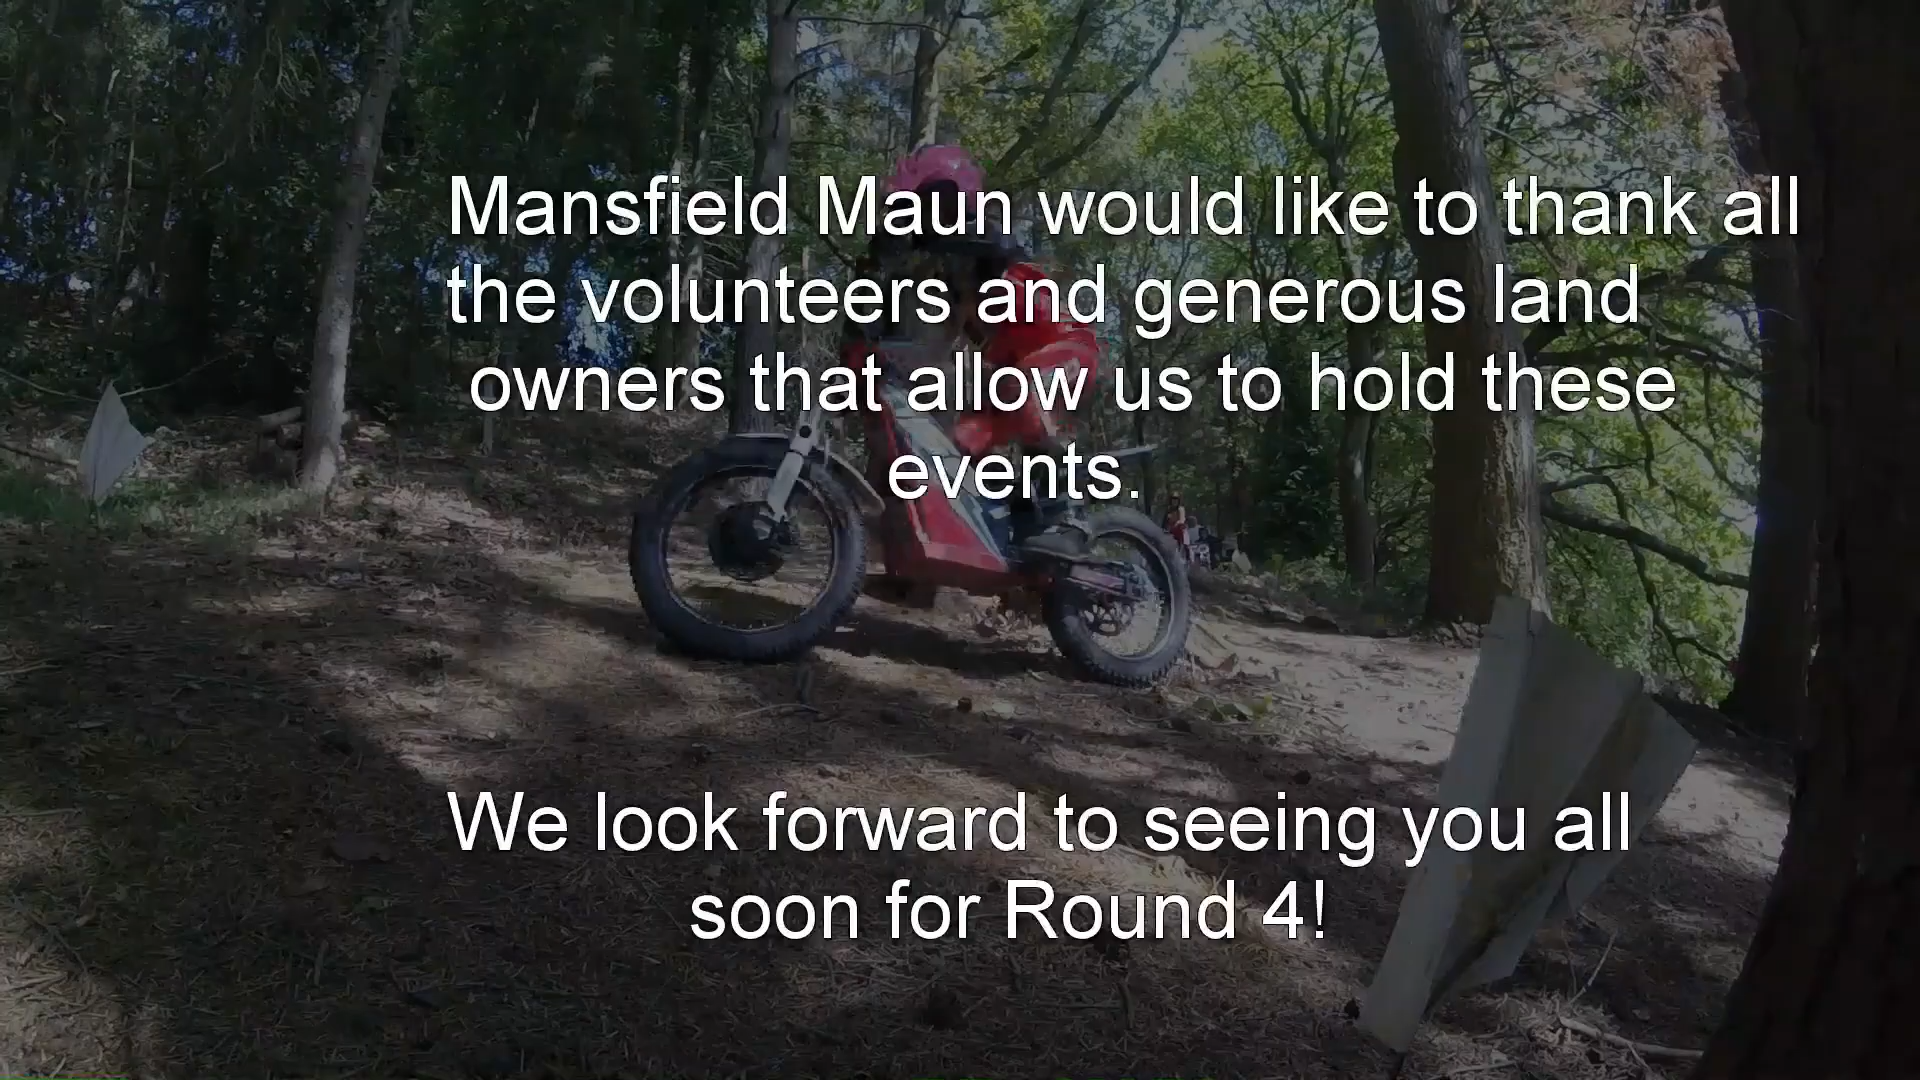 Mansfield Maun would like to thank all
the volunteers and generous land
owners that allow us to hold these
events.
We look forward to seeing you all
soon for Round 4!